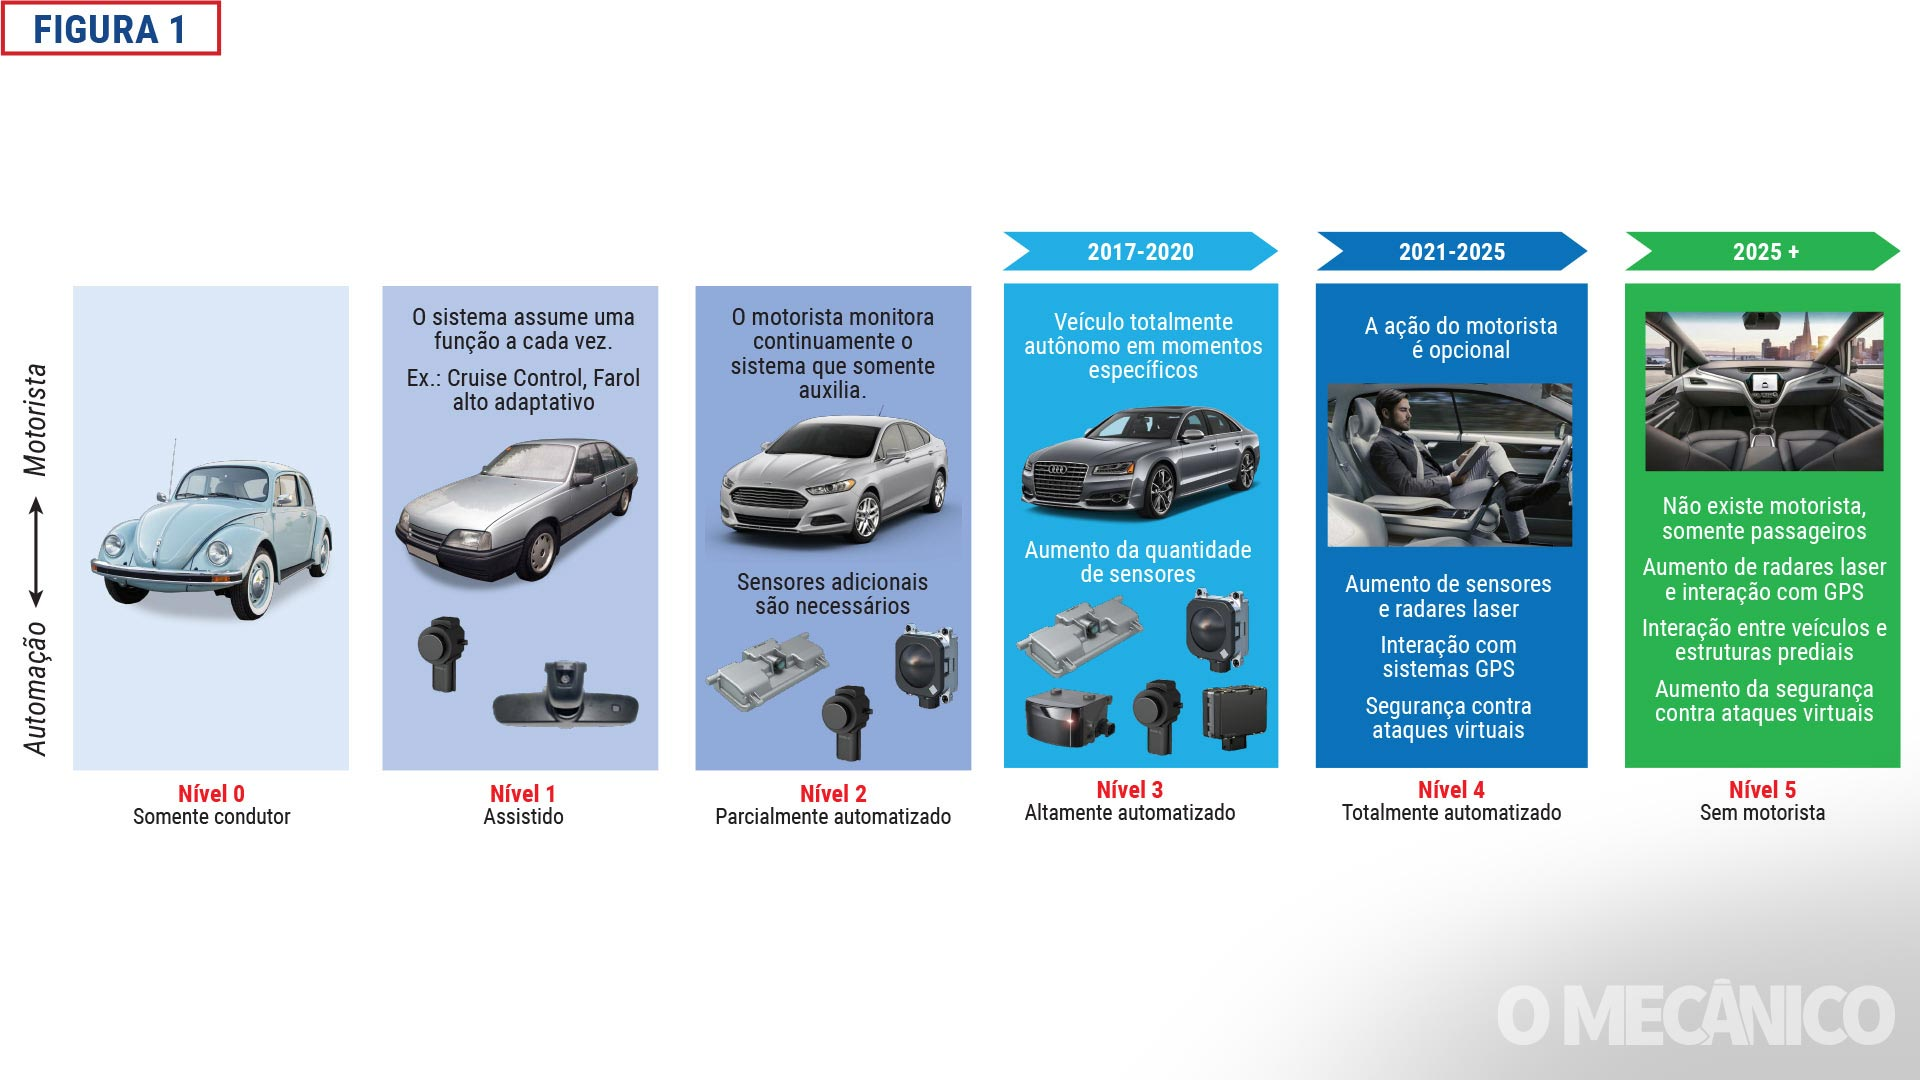 FIGURA 1
Motorista
Automação
Nível 0
Somente condutor
O sistema assume uma
função a cada vez.
Ex.: Cruise Control, Farol
alto adaptativo
Nível 1
Assistido
O motorista monitora
continuamente o
sistema que somente
auxilia.
Sensores adicionais
são necessários
Nível 2
Parcialmente automatizado
2017-2020
Veículo totalmente
autônomo em momentos
específicos
Aumento da quantidade
de sensores
Nível 3
Altamente automatizado
2021-2025
A ação do motorista
é opcional
Aumento de sensores
e radares laser
Interação com
sistemas GPS
Segurança contra
ataques virtuais
Nível 4
Totalmente automatizado
2025 +
Não existe motorista,
somente passageiros
Aumento de radares laser
e interação com GPS
Interação entre veículos e
estruturas prediais
Aumento da segurança
contra ataques virtuais
Nível 5
Sem motorista
O MECÂNICO